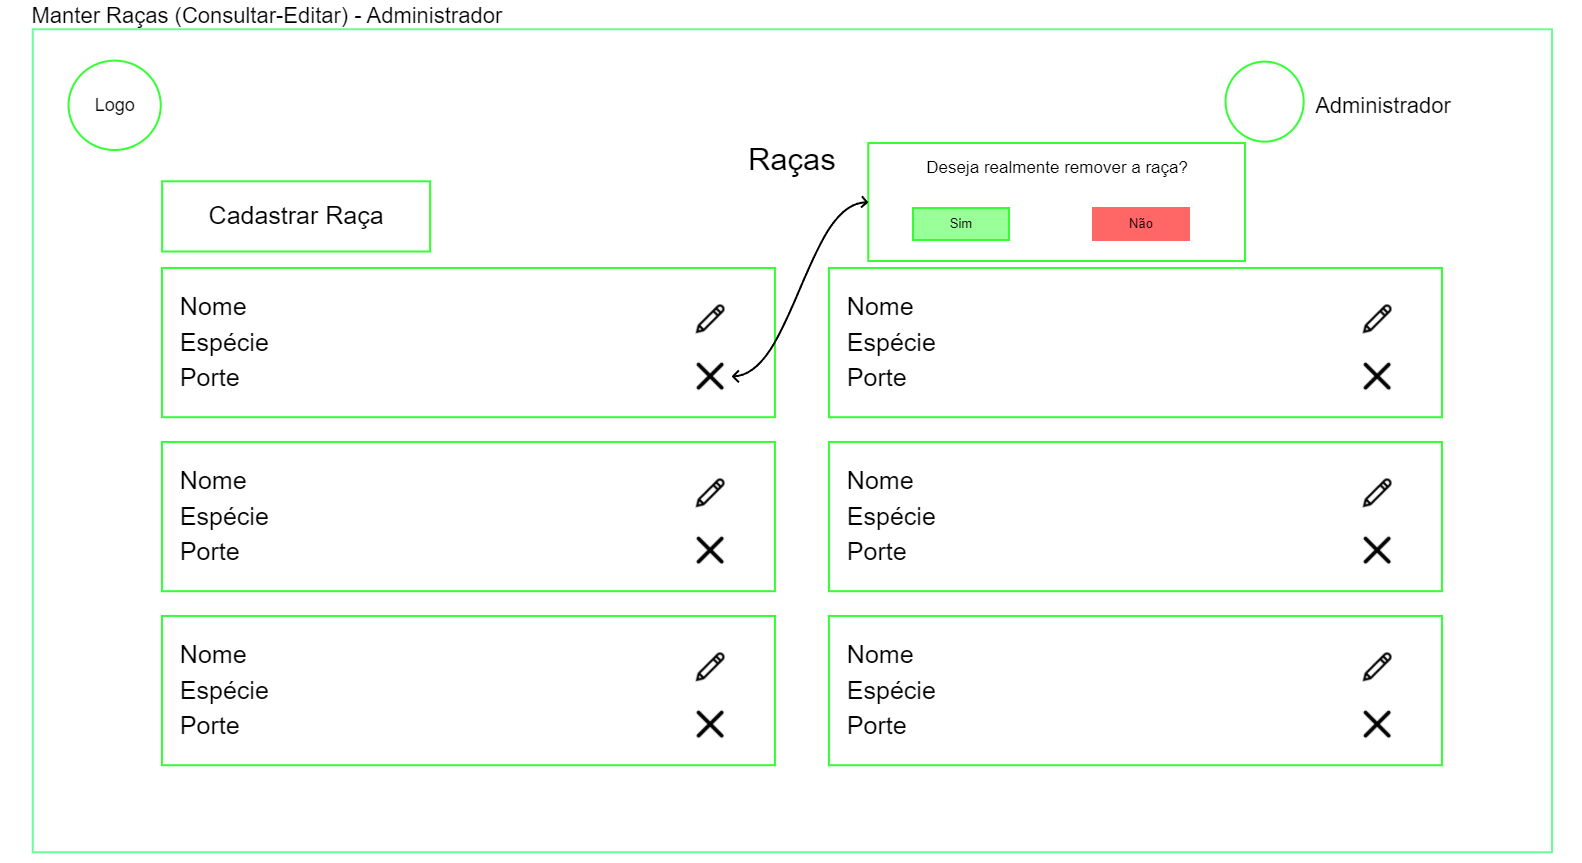 Manter Raças (Consultar-Editar) - Administrador
Logo
Administrador
Raças
Deseja realmente remover a raça?
Sim
Não
Cadastrar Raça
Nome
Espécie
Porte
Nome
Espécie
Porte
Nome
Espécie
Porte
Nome
Espécie
Porte
Nome
Espécie
Porte
Nome
Espécie
Porte